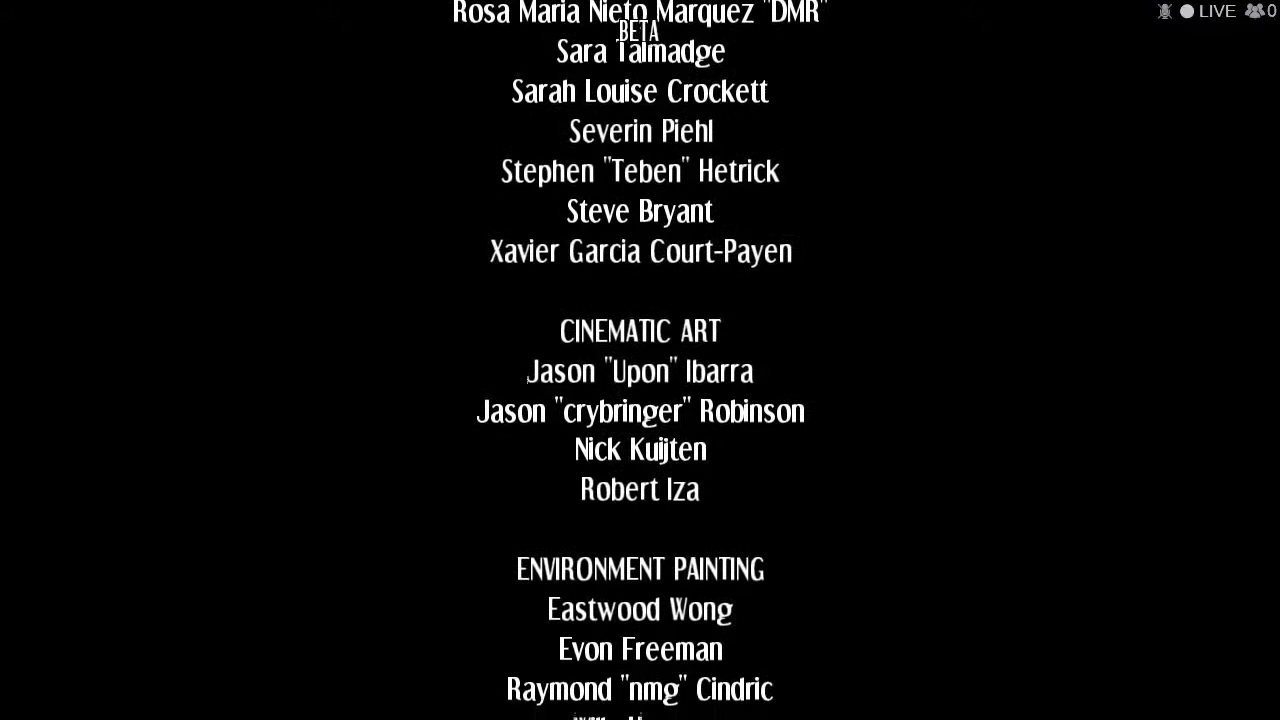 Rosa Maria Nieto Marquez "DMR"
LIVE 0
BETA
Sara Talmadge
Sarah Louise Crockett
Severin Piehl
Stephen "Teben" Hetrick
Steve Bryant
Xavier Garcia Court-Payen
CINEMATIC ART
Jason "Upon" Ibarra
Jason "crybringer" Robinson
Nick Kuijten
Robert Iza
ENVIRONMENT PAINTING
Eastwood Wong
Evon Freeman
Raymond "nmg" Cindric